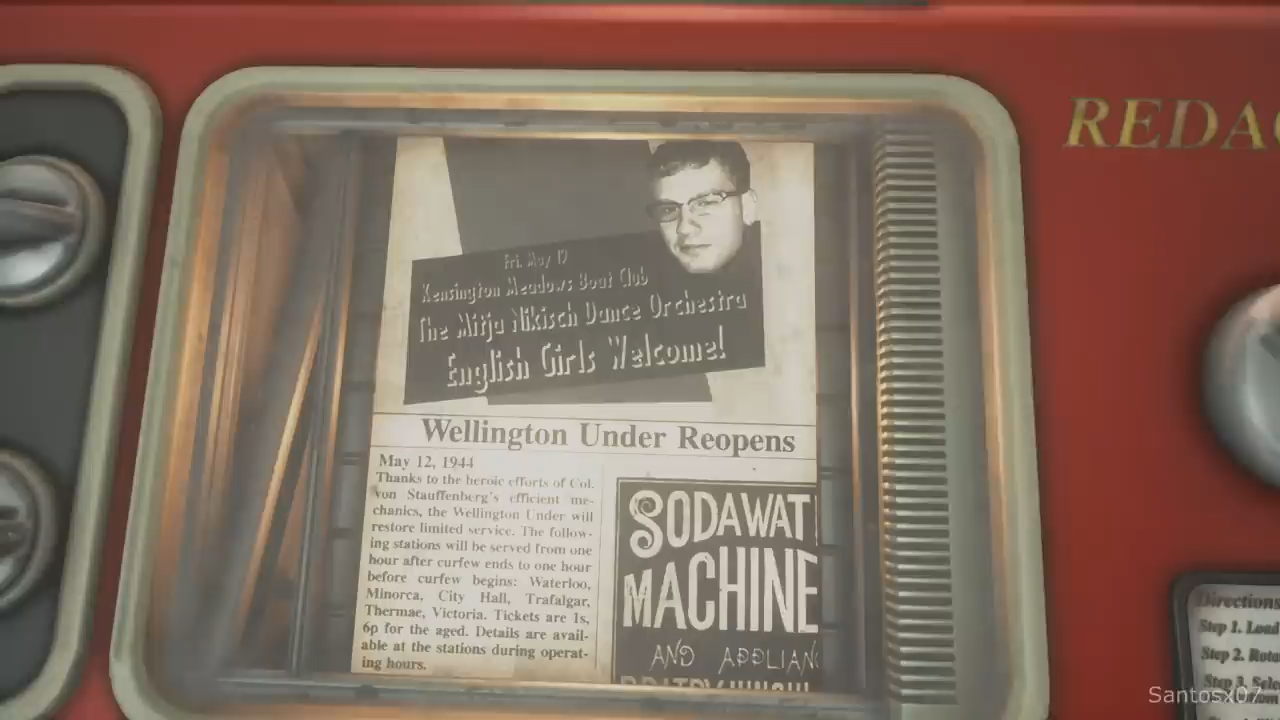 REDAC
Fri. May 19
Kensington Meadows Boat Club
The Mitja Nikisch Dance Orchestra
English Girls Welcome!
Wellington Under Reopens
May 12, 1944
Thanks to the heroic efforts of Col.
von Stauffenberg's efficient me-
chanics, the Wellington Under will
restore limited service. The follow-
ing stations will be served from one
hour after curfew ends to one hour
before curfew begins: Waterloo,
Minorca, City Hall, Trafalgar,
Thermae, Victoria. Tickets are 1s,
6p for the aged. Details are avail-
able at the stations during operat-
ing hours.
SODAWAT
MACHINE
AND APPLIAN
Directions
Step 1. Load
Step 2. Rota
Step 3. Sele
Santosx07